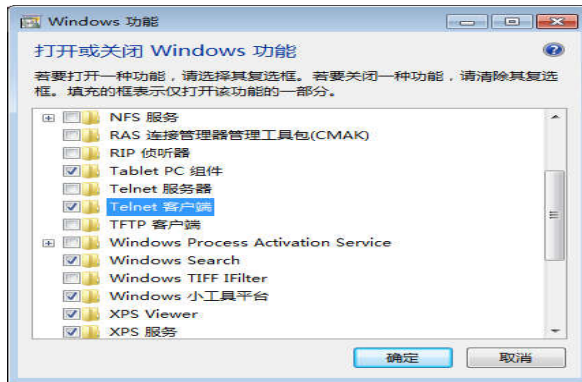 Windows 功能
打开或关闭 Windows 功能
若要打开一种功能，请选择其复选框。若要关闭一种功能，请清除其复选
框。填充的框表示仅打开该功能的一部分。
NFS 服务
RAS 连接管理器管理工具包(CMAK)
RIP 侦听器
Tablet PC 组件
Telnet 服务器
Telnet 客户端
TFTP 客户端
Windows Process Activation Service
Windows Search
Windows TIFF IFilter
Windows 小工具平台
XPS Viewer
XPS 服务
确定
取消